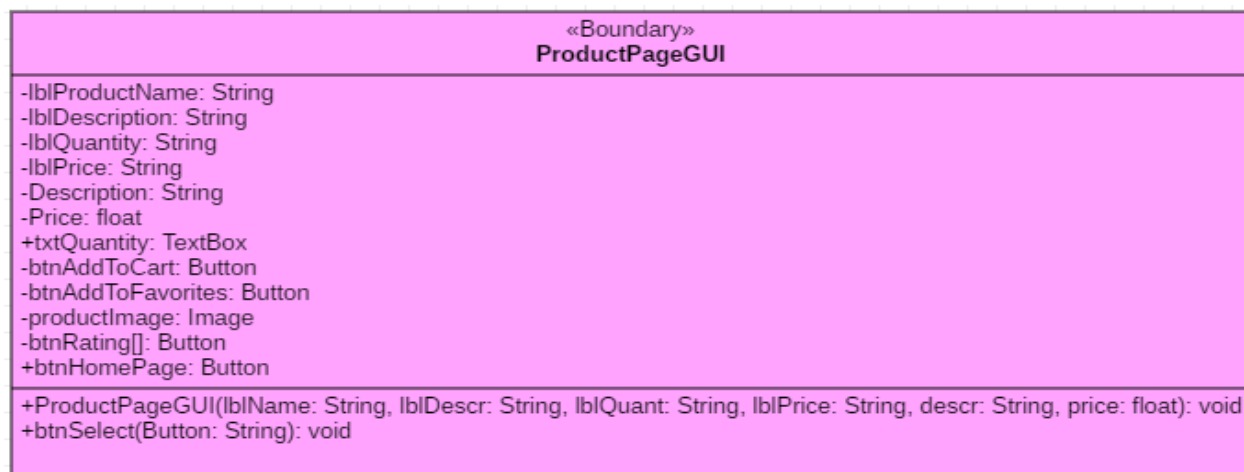 «Boundary»
ProductPageGUI
-lblProductName: String
-lblDescription: String
-lblQuantity: String
-lblPrice: String
-Description: String
-Price: float
+txtQuantity: TextBox
-btnAddToCart: Button
-btnAddToFavorites: Button
-productImage: Image
-btnRating[]: Button
+btnHomePage: Button
+ProductPageGUI(lblName: String, lblDescr: String, lblQuant: String, lblPrice: String, descr: String, price: float): void
+btnSelect(Button: String): void